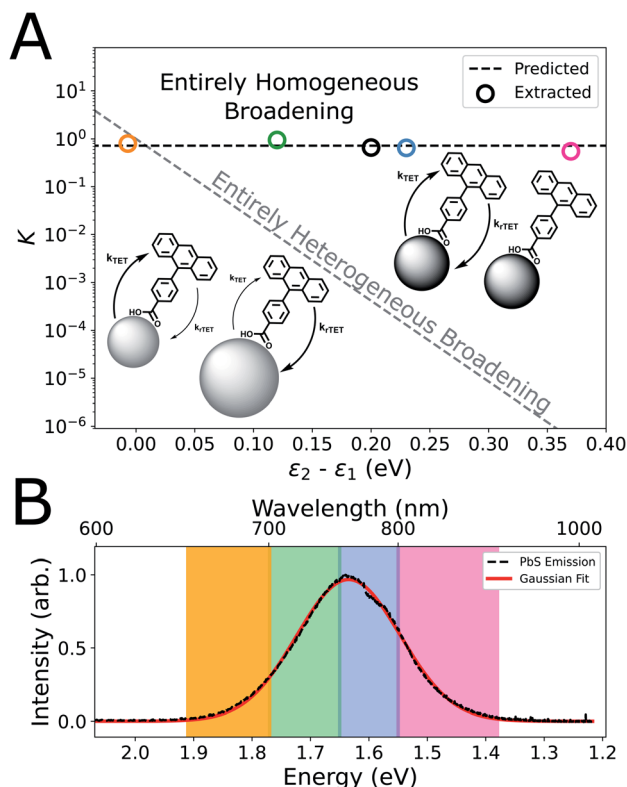 A
Entirely Homogeneous
Broadening
Predicted
Extracted
10¹
10⁰
10⁻¹
10⁻²
10⁻³
10⁻⁴
10⁻⁵
10⁻⁶
K
Entirely Heterogeneous Broadening
kTET
krTET
HO
O
kTET
krTET
HO
O
kTET
krTET
HO
O
HO
O
0.00 0.05 0.10 0.15 0.20 0.25 0.30 0.35 0.40
ε₂ - ε₁ (eV)
B
Wavelength (nm)
600 700 800 1000
PbS Emission
Gaussian Fit
Intensity (arb.)
1.0
0.5
0.0
2.0 1.9 1.8 1.7 1.6 1.5 1.4 1.3 1.2
Energy (eV)